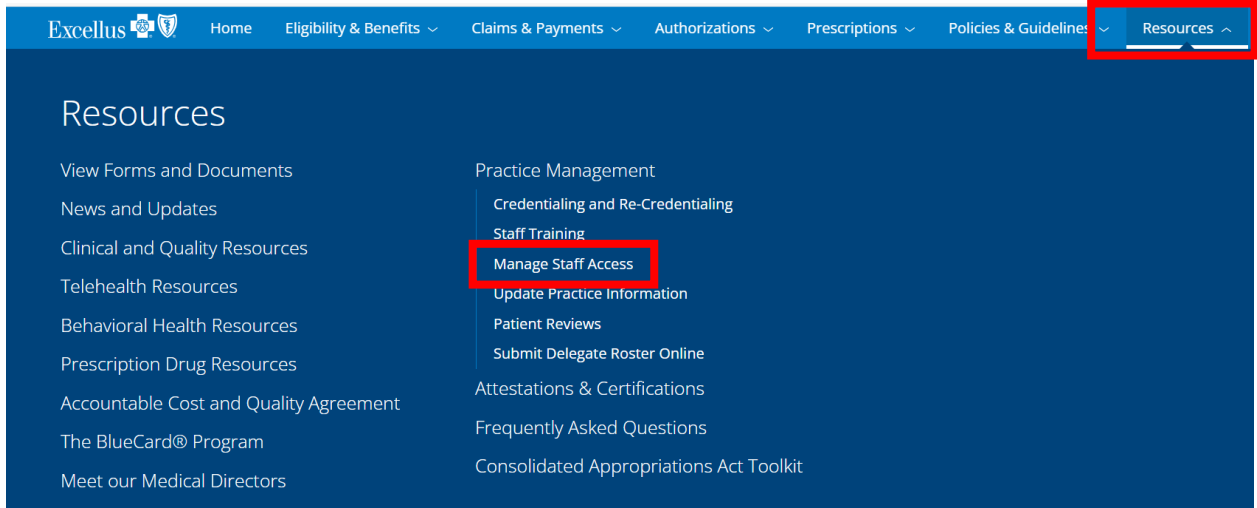 Excellus Home Eligibility & Benefits Claims & Payments Authorizations Prescriptions Policies & Guidelines Resources
Resources
View Forms and Documents
News and Updates
Clinical and Quality Resources
Telehealth Resources
Behavioral Health Resources
Prescription Drug Resources
Accountable Cost and Quality Agreement
The BlueCard® Program
Meet our Medical Directors
Practice Management
Credentialing and Re-Credentialing
Staff Training
Manage Staff Access
Update Practice Information
Patient Reviews
Submit Delegate Roster Online
Attestations & Certifications
Frequently Asked Questions
Consolidated Appropriations Act Toolkit